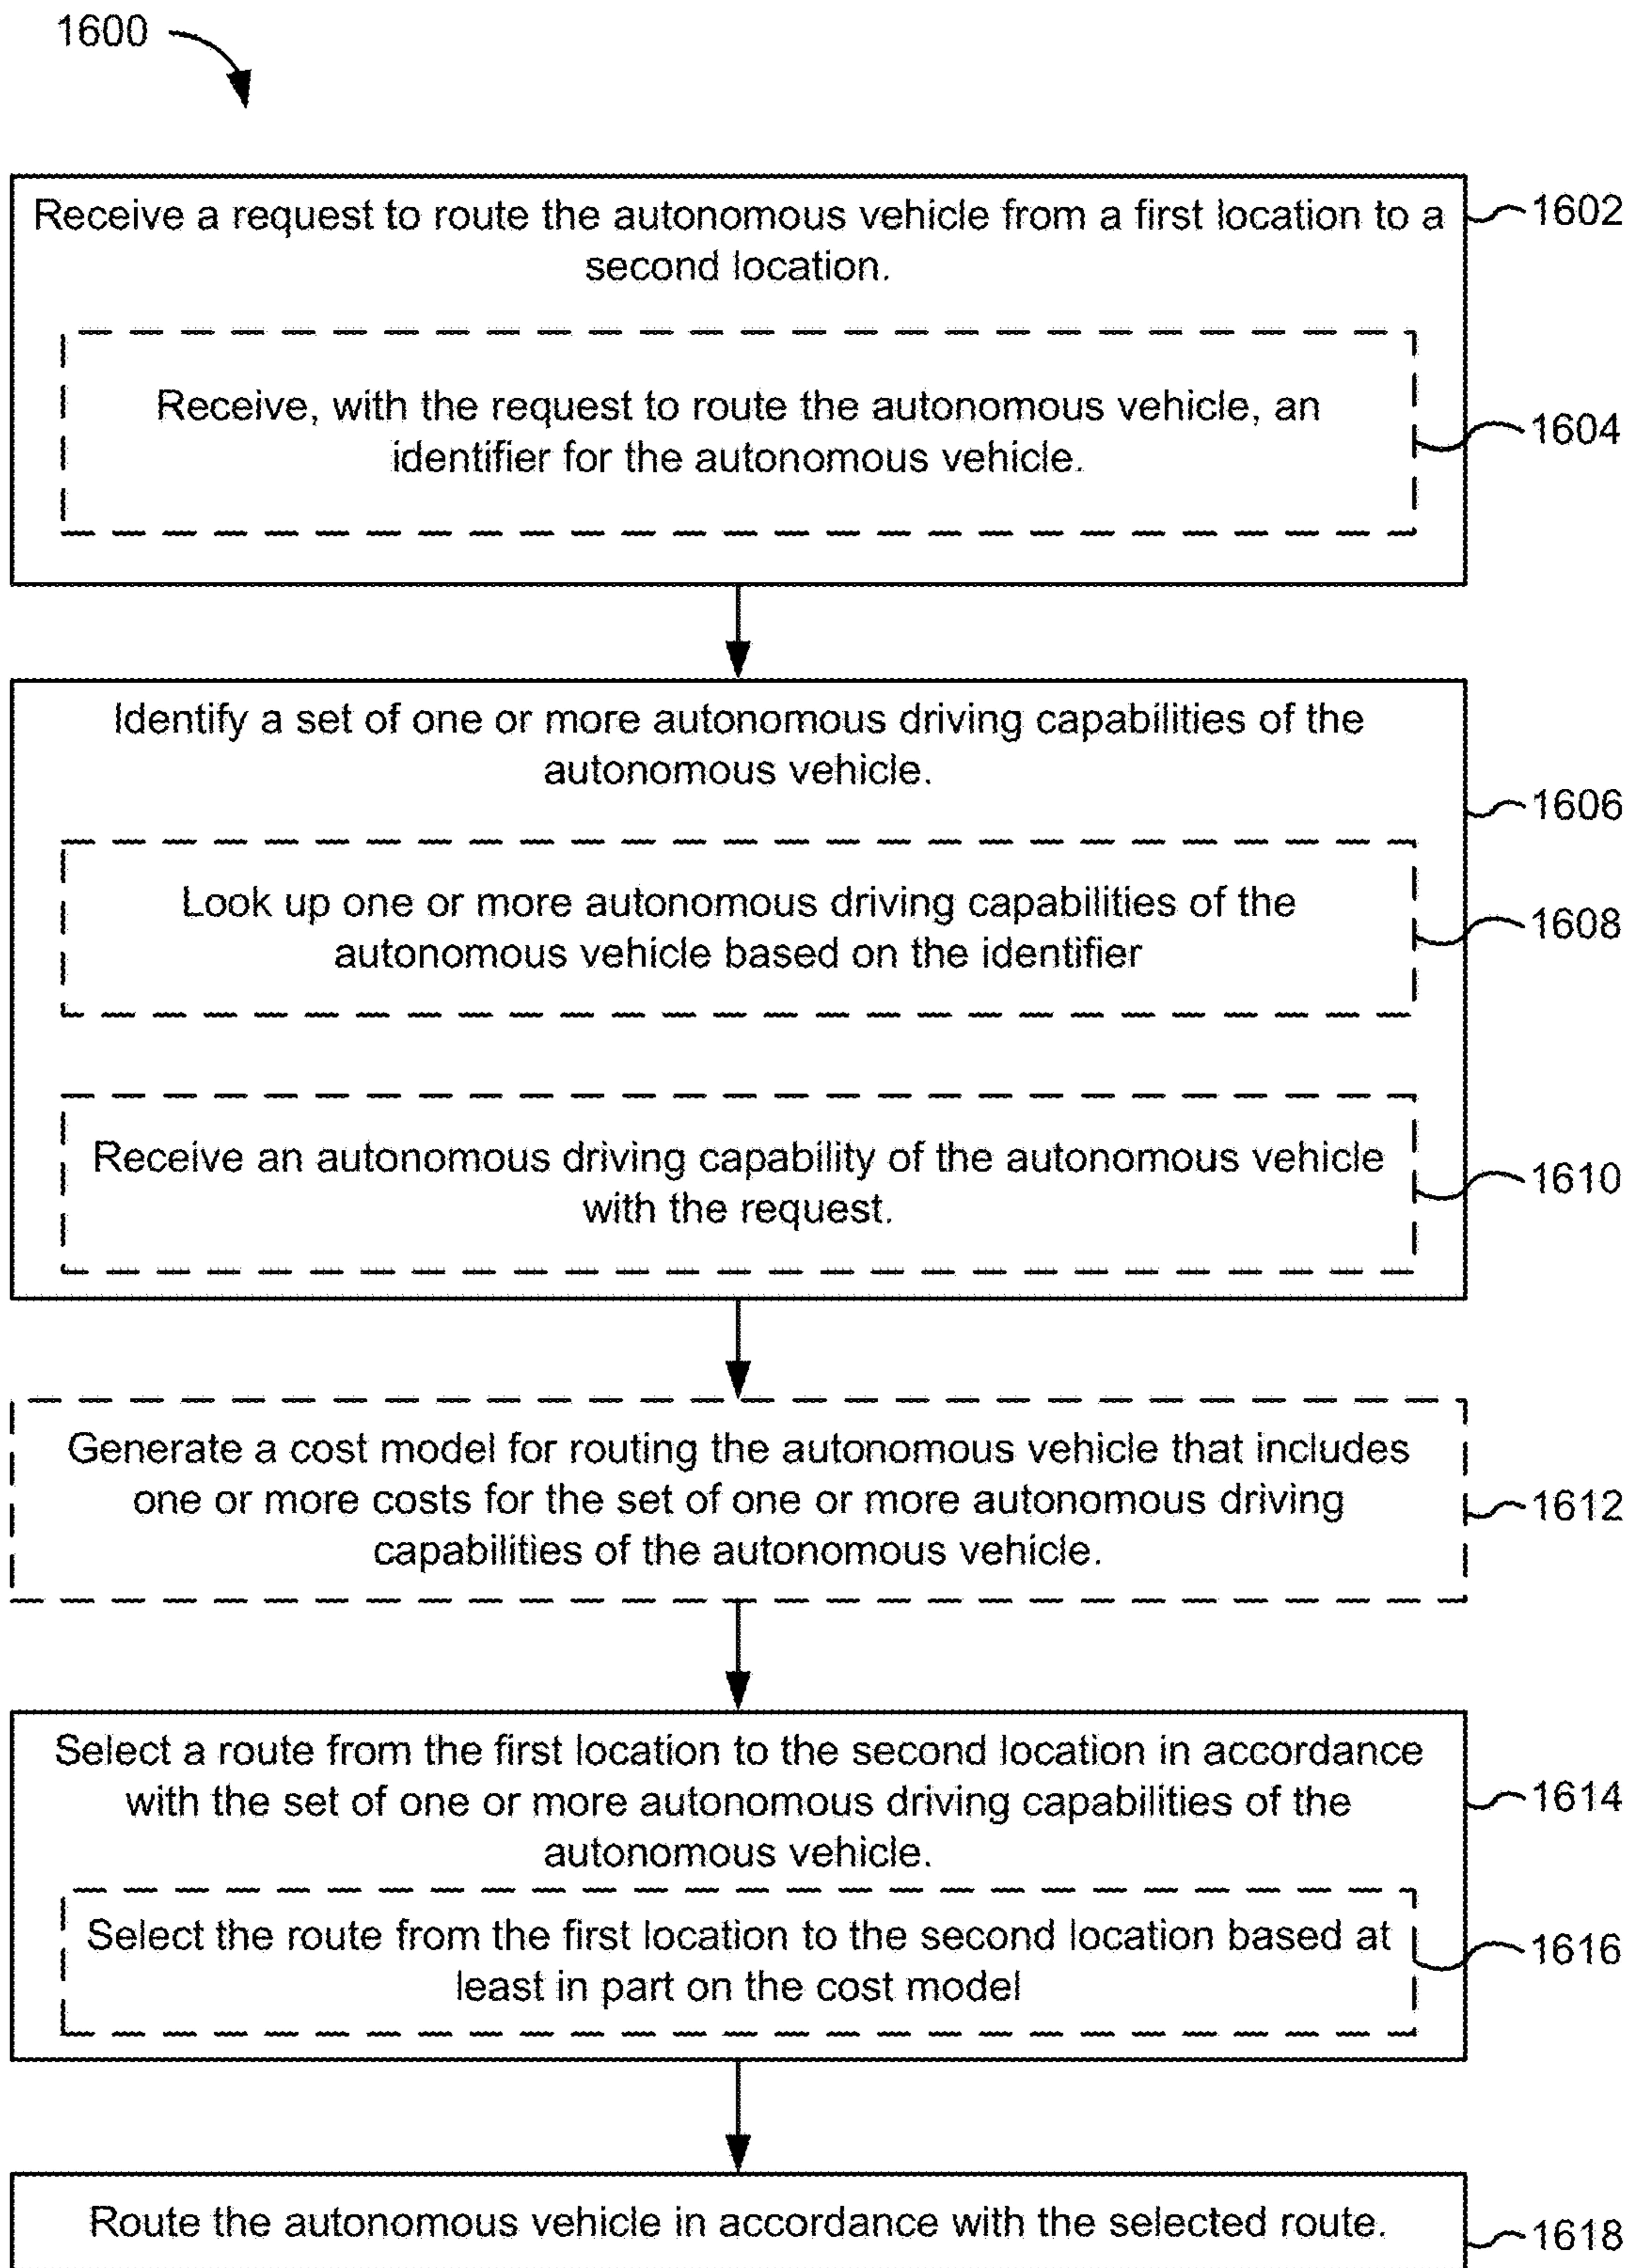 1600
Receive a request to route the autonomous vehicle from a first location to a
second location.
1602
Receive, with the request to route the autonomous vehicle, an
identifier for the autonomous vehicle.
1604
Identify a set of one or more autonomous driving capabilities of the
autonomous vehicle.
1606
Look up one or more autonomous driving capabilities of the
autonomous vehicle based on the identifier
1608
Receive an autonomous driving capability of the autonomous vehicle
with the request.
1610
Generate a cost model for routing the autonomous vehicle that includes
one or more costs for the set of one or more autonomous driving
capabilities of the autonomous vehicle.
1612
Select a route from the first location to the second location in accordance
with the set of one or more autonomous driving capabilities of the
autonomous vehicle.
1614
Select the route from the first location to the second location based at
least in part on the cost model
1616
Route the autonomous vehicle in accordance with the selected route.
1618